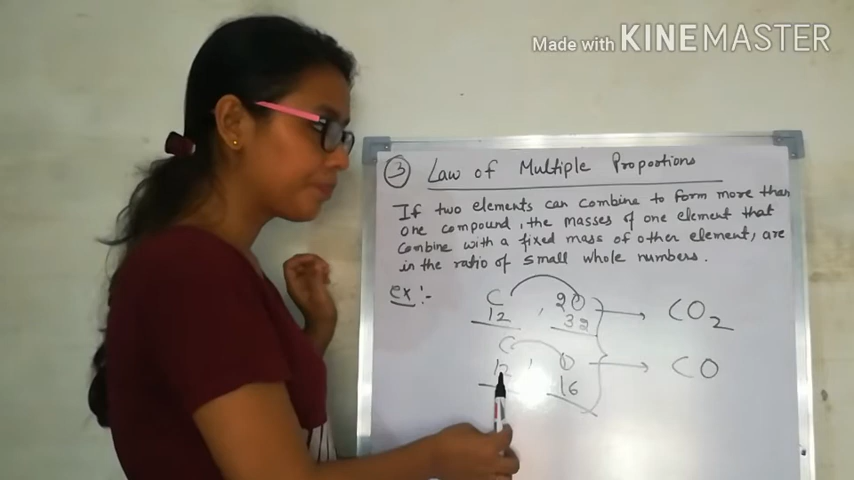 Made with KINEMASTER
③ Law of Multiple Proportions
If two elements can combine to form more than
one compound, the masses of one element that
combine with a fixed mass of other element, are
in the ratio of small whole numbers.
ex:-
C , 2O → CO2
12 32
C , O → CO
12 16